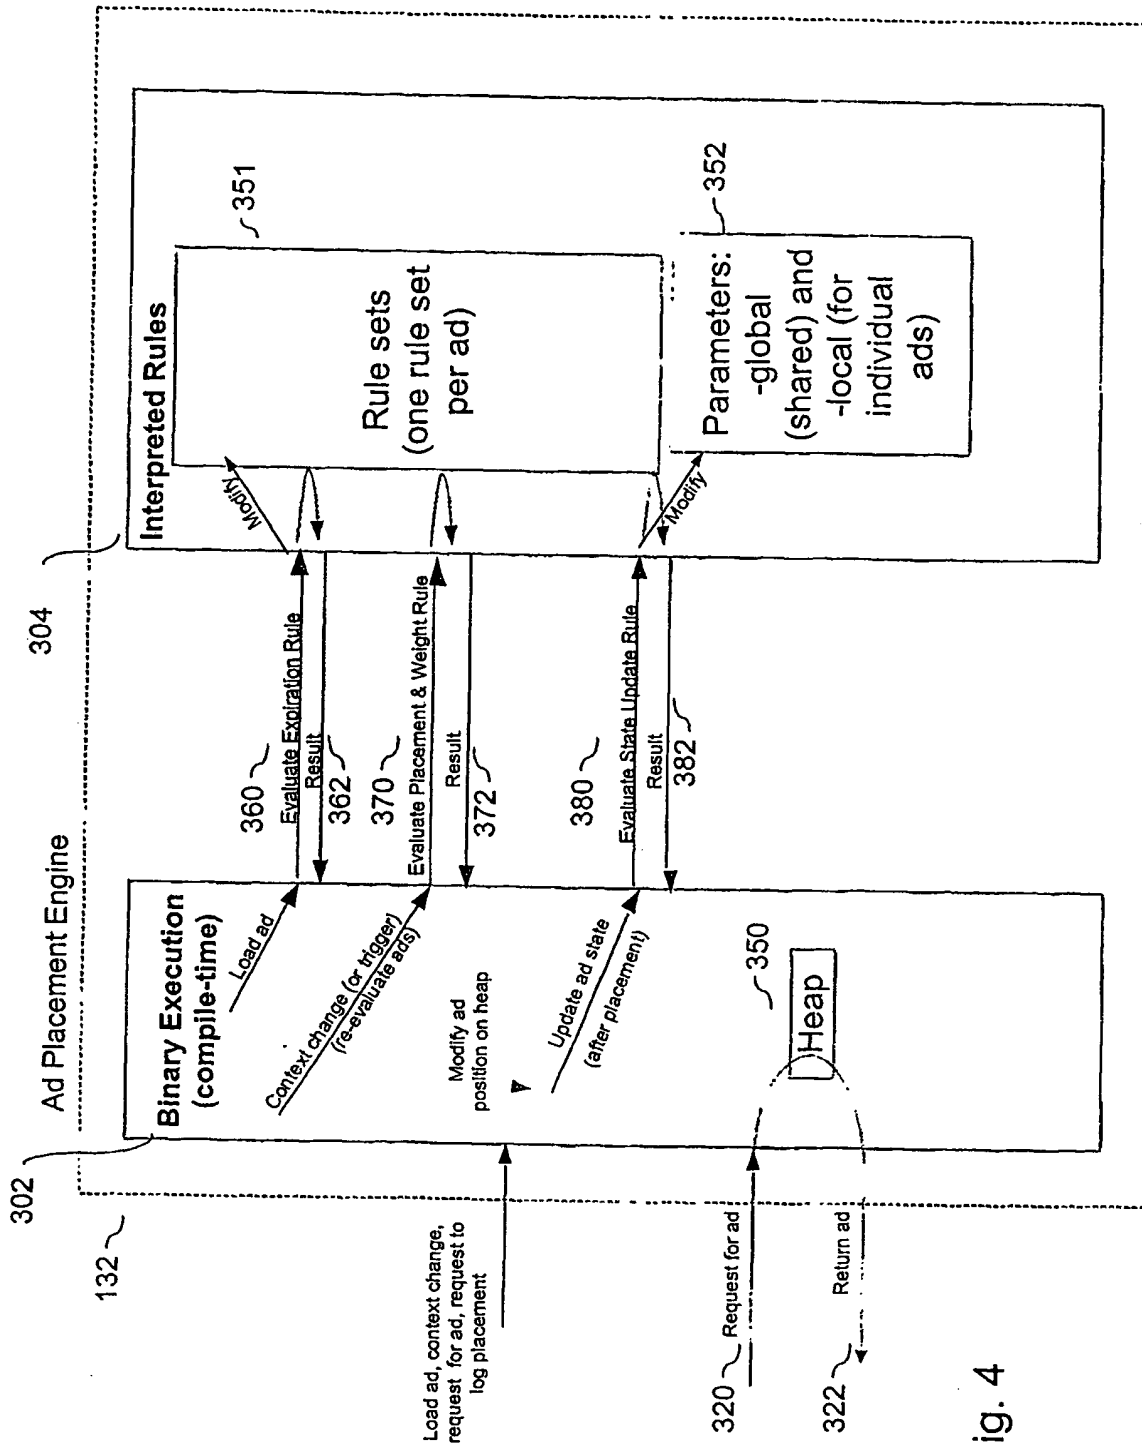 Ad Placement Engine
132
302
304
Binary Execution
(compile-time)
Load ad
Context change (or trigger)
(re-evaluate ads)
Modify ad
position on heap
Update ad state
(after placement)
350
Heap
Load ad, context change,
request for ad, request to
log placement
320
Request for ad
322
Return ad
360
Evaluate Expiration Rule
Result
362
370
Evaluate Placement & Weight Rule
Result
372
380
Evaluate State Update Rule
Result
382
Interpreted Rules
Modify
351
Rule sets
(one rule set
per ad)
Modify
352
Parameters:
-global
(shared) and
-local (for
individual
ads)
ig. 4